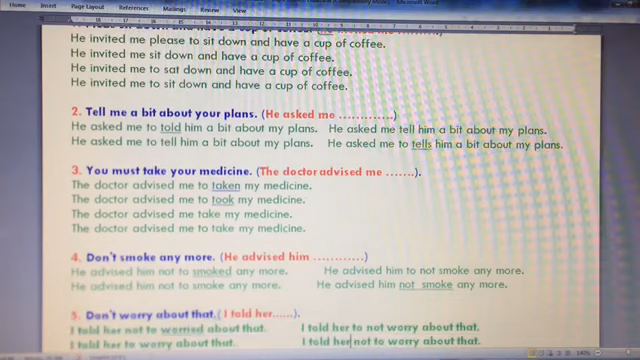 Home Insert Page Layout References Mailings Review View
He invited me please to sit down and have a cup of coffee.
He invited me sit down and have a cup of coffee.
He invited me to sat down and have a cup of coffee.
He invited me to sit down and have a cup of coffee.
2. Tell me a bit about your plans. (He asked me ………….)
He asked me to told him a bit about my plans. He asked me tell him a bit about my plans.
He asked me to tell him a bit about my plans. He asked me to tells him a bit about my plans.
3. You must take your medicine. (The doctor advised me …….).
The doctor advised me to taken my medicine.
The doctor advised me to took my medicine.
The doctor advised me take my medicine.
The doctor advised me to take my medicine.
4. Don't smoke any more. (He advised him …………)
He advised him not to smoked any more. He advised him to not smoke any more.
He advised him not to smoke any more. He advised him not smoke any more.
5. Don't worry about that.( I told her……).
I told her not to worried about that. I told her to not worry about that.
I told her to worry about that. I told her not to worry about that.
140%